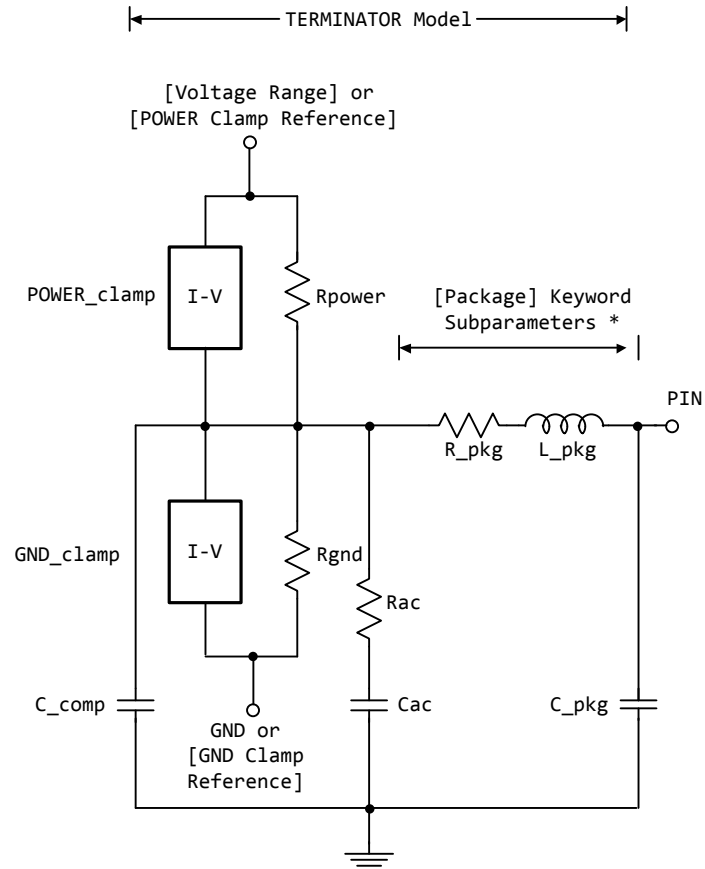 TERMINATOR Model
[Voltage Range] or
[POWER Clamp Reference]
POWER_clamp
I-V
Rpower
[Package] Keyword
Subparameters *
PIN
R_pkg
L_pkg
GND_clamp
I-V
Rgnd
Rac
C_comp
Cac
C_pkg
GND or
[GND Clamp
Reference]